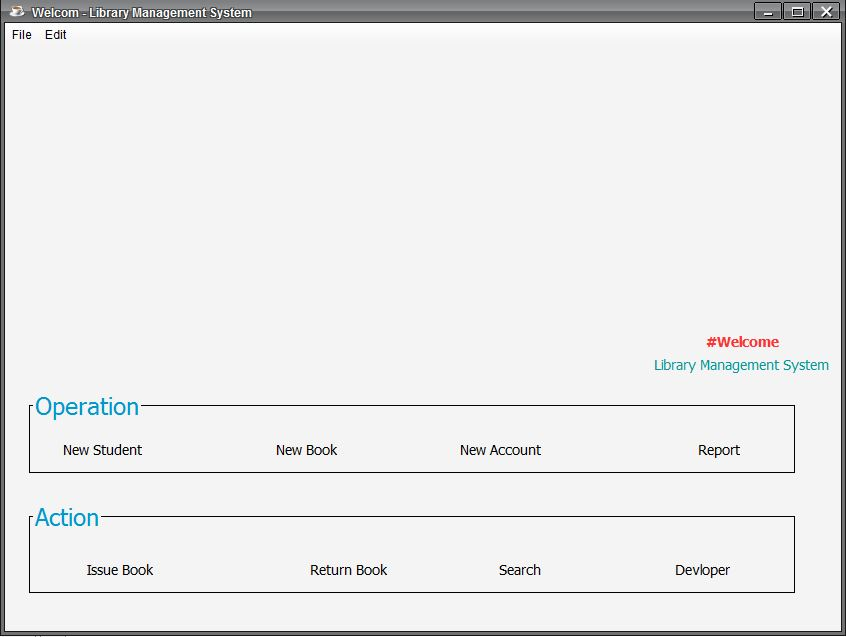 Welcom - Library Management System
File Edit
#Welcome
Library Management System
Operation
New Student New Book New Account Report
Action
Issue Book Return Book Search Devloper